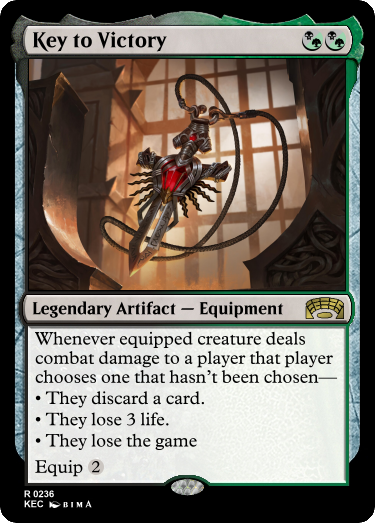 Key to Victory
Legendary Artifact — Equipment
Whenever equipped creature deals
combat damage to a player that player
chooses one that hasn't been chosen—
• They discard a card.
• They lose 3 life.
• They lose the game
Equip 2
R 0236
KEC BIMA